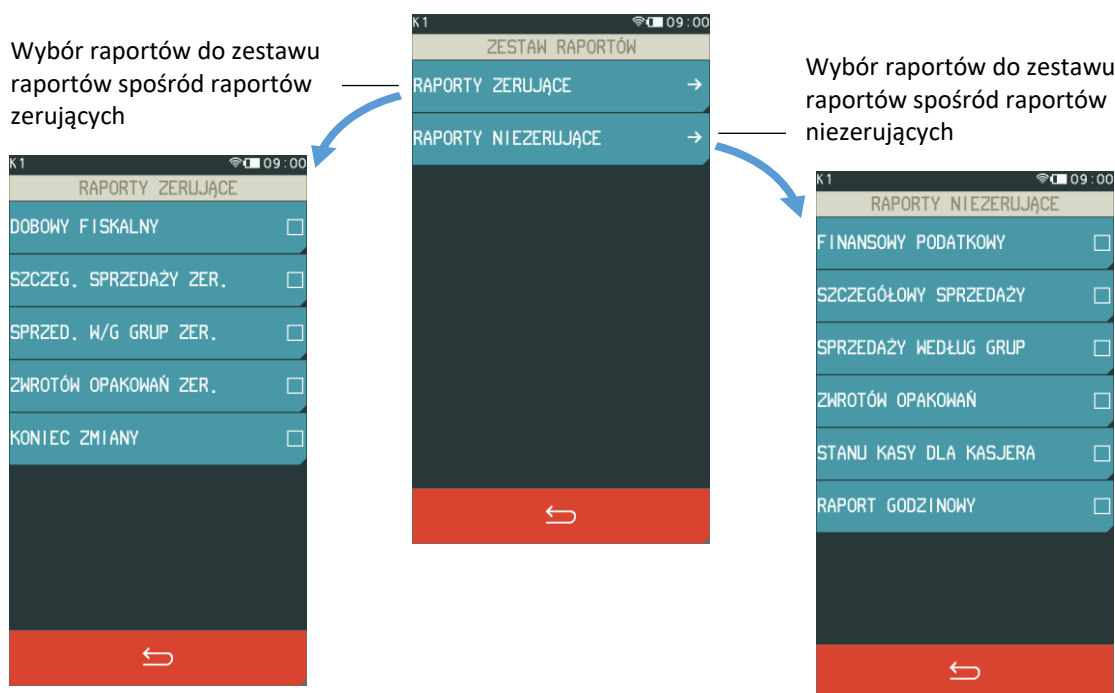 Wybór raportów do zestawu
raportów spośród raportów
zerujących
K1 09:00
ZESTAW RAPORTÓW
RAPORTY ZERUJĄCE
RAPORTY NIEZERUJĄCE
Wybór raportów do zestawu
raportów spośród raportów
niezerujących
K1 09:00
RAPORTY ZERUJĄCE
DOBOWY FISKALNY
SZCZEG. SPRZEDAŻY ZER.
SPRZED. W/G GRUP ZER.
ZWROTÓW OPAKOWAŃ ZER.
KONIEC ZMIANY
K1 09:00
RAPORTY NIEZERUJĄCE
FINANSOWY PODATKOWY
SZCZEGÓŁOWY SPRZEDAŻY
SPRZEDAŻY WEDŁUG GRUP
ZWROTÓW OPAKOWAŃ
STANU KASY DLA KASJERA
RAPORT GODZINOWY